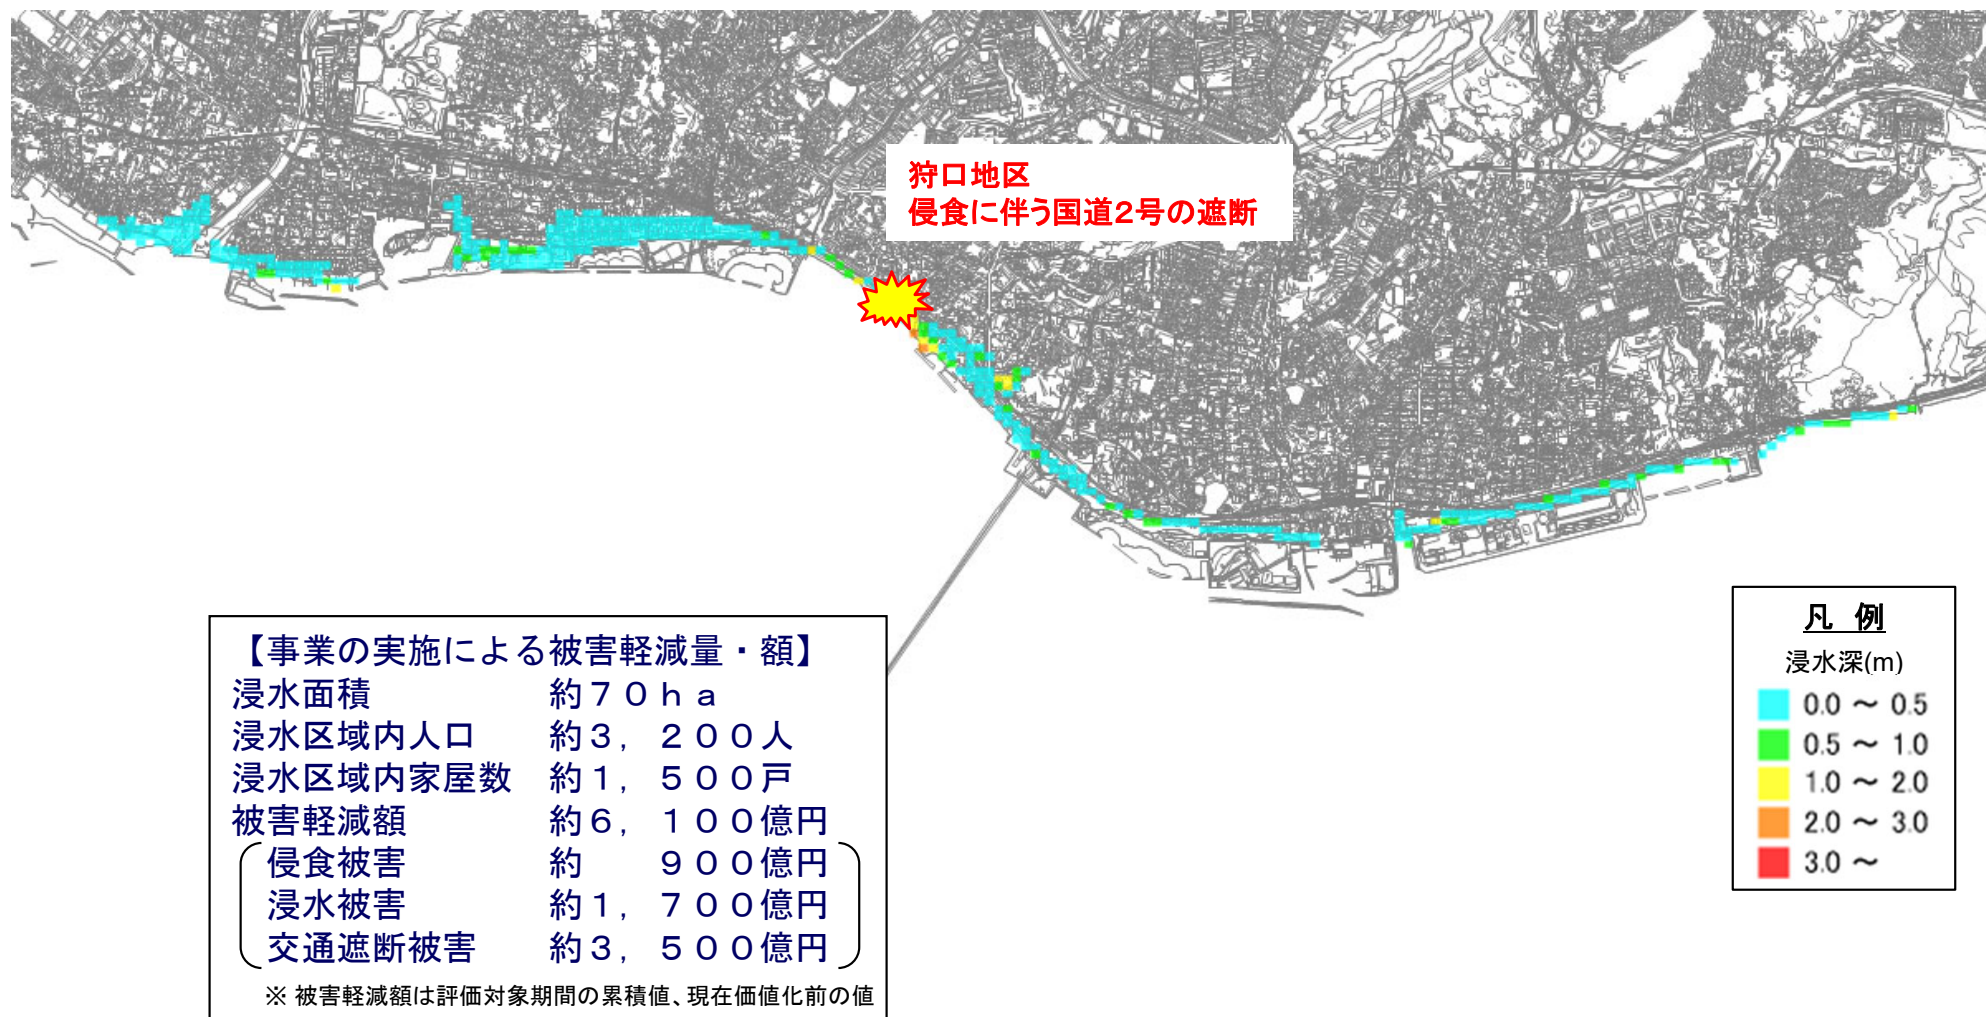 狩口地区
侵食に伴う国道2号の遮断
【事業の実施による被害軽減量・額】
浸水面積 約70ha
浸水区域内人口 約3,200人
浸水区域内家屋数 約1,500戸
被害軽減額 約6,100億円
侵食被害 約 900億円
浸水被害 約1,700億円
交通遮断被害 約3,500億円
※ 被害軽減額は評価対象期間の累積値、現在価値化前の値
凡 例
浸水深(m)
0.0 ～ 0.5
0.5 ～ 1.0
1.0 ～ 2.0
2.0 ～ 3.0
3.0 ～